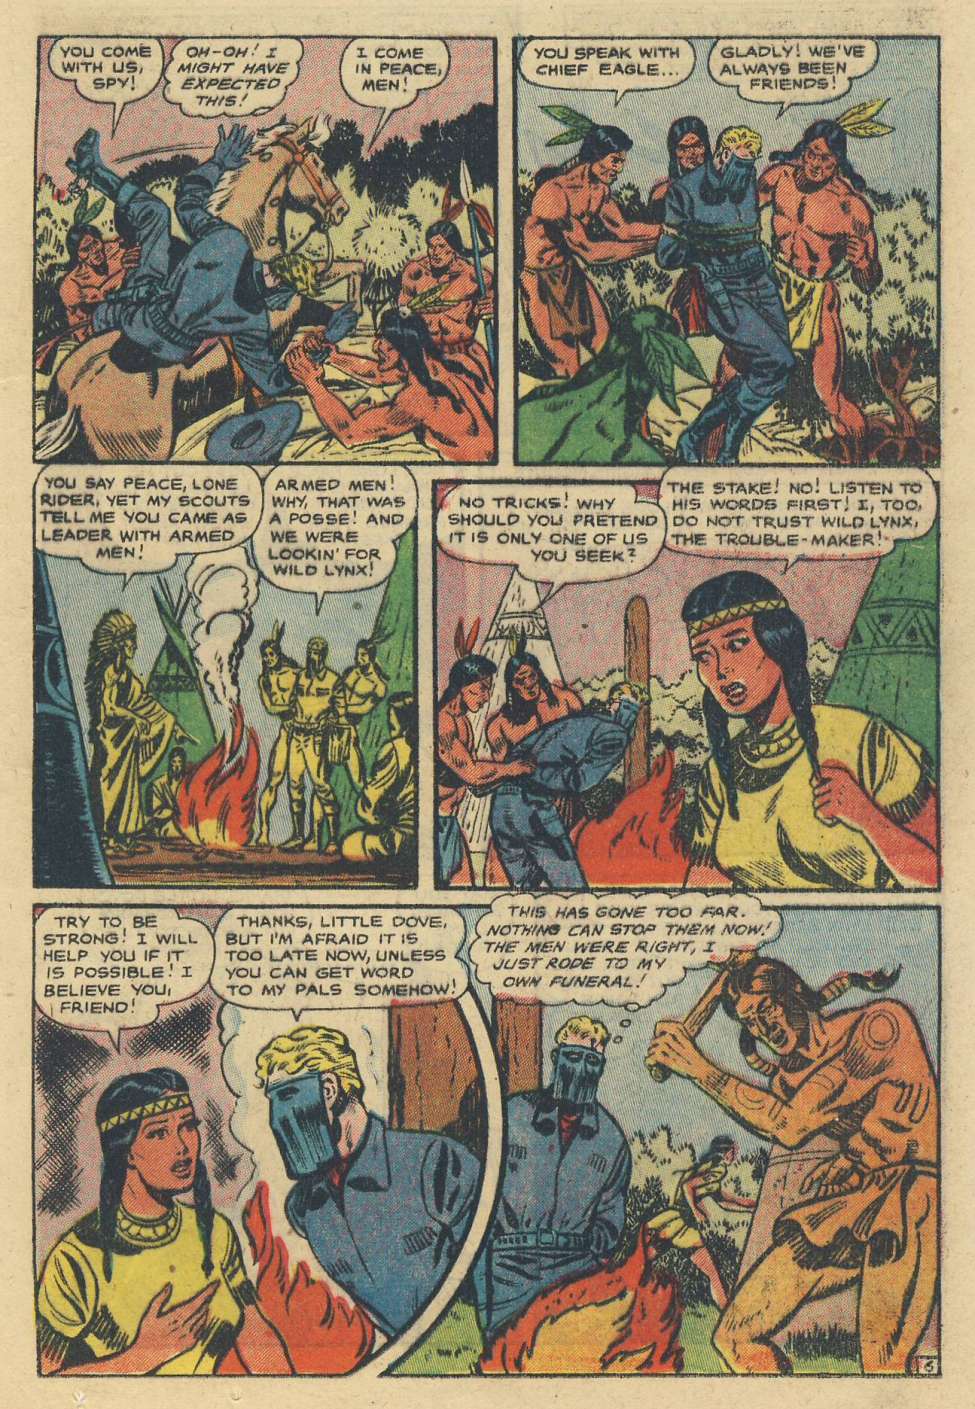 YOU COME
WITH US,
SPY!
OH-OH! I
MIGHT HAVE
EXPECTED
THIS!
I COME
IN PEACE,
MEN!
YOU SPEAK WITH
CHIEF EAGLE...
GLADLY! WE'VE
ALWAYS BEEN
FRIENDS!
YOU SAY PEACE, LONE
RIDER, YET MY SCOUTS
TELL ME YOU CAME AS
LEADER WITH ARMED
MEN!
ARMED MEN!
WHY, THAT WAS
A POSSE! AND
WE WERE
LOOKIN' FOR
WILD LYNX!
NO TRICKS! WHY
SHOULD YOU PRETEND
IT IS ONLY ONE OF US
YOU SEEK?
THE STAKE! NO! LISTEN TO
HIS WORDS FIRST! I, TOO,
DO NOT TRUST WILD LYNX,
THE TROUBLE-MAKER!
TRY TO BE
STRONG! I WILL
HELP YOU IF IT
IS POSSIBLE! I
BELIEVE YOU,
FRIEND!
THANKS, LITTLE DOVE,
BUT I'M AFRAID IT IS
TOO LATE NOW, UNLESS
YOU CAN GET WORD
TO MY PALS SOMEHOW!
THIS HAS GONE TOO FAR.
NOTHING CAN STOP THEM NOW!
THE MEN WERE RIGHT, I
JUST RODE TO MY
OWN FUNERAL!
5